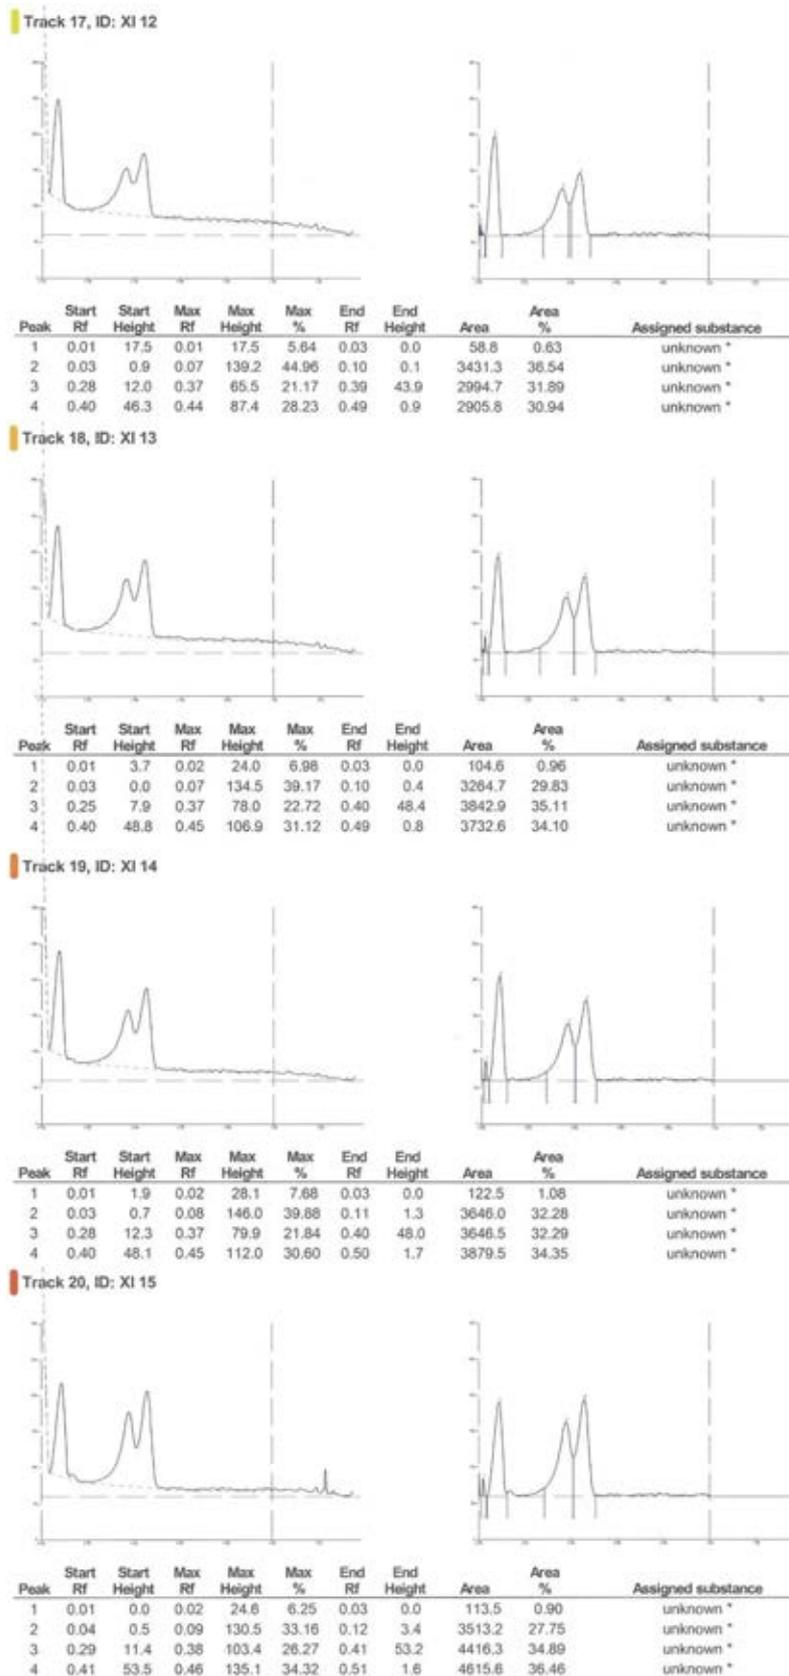 Track 17, ID: XI 12
Peak Start Rf Start Height Max Rf Max Height Max % End Rf End Height Area Area % Assigned substance
1 0.01 17.5 0.01 17.5 5.64 0.03 0.0 58.8 0.63 unknown *
2 0.03 0.9 0.07 139.2 44.96 0.10 0.1 3431.3 36.54 unknown *
3 0.28 12.0 0.37 65.5 21.17 0.39 43.9 2994.7 31.89 unknown *
4 0.40 46.3 0.44 87.4 28.23 0.49 0.9 2905.8 30.94 unknown *
Track 18, ID: XI 13
Peak Start Rf Start Height Max Rf Max Height Max % End Rf End Height Area Area % Assigned substance
1 0.01 3.7 0.02 24.0 6.98 0.03 0.0 104.6 0.96 unknown *
2 0.03 0.0 0.07 134.5 39.17 0.10 0.4 3264.7 29.83 unknown *
3 0.25 7.9 0.37 78.0 22.72 0.40 48.4 3842.9 35.11 unknown *
4 0.40 48.8 0.45 106.9 31.12 0.49 0.8 3732.6 34.10 unknown *
Track 19, ID: XI 14
Peak Start Rf Start Height Max Rf Max Height Max % End Rf End Height Area Area % Assigned substance
1 0.01 1.9 0.02 28.1 7.68 0.03 0.0 122.5 1.08 unknown *
2 0.03 0.7 0.08 146.0 39.88 0.11 1.3 3646.0 32.28 unknown *
3 0.28 12.3 0.37 79.9 21.84 0.40 48.0 3646.5 32.29 unknown *
4 0.40 48.1 0.45 112.0 30.60 0.50 1.7 3879.5 34.35 unknown *
Track 20, ID: XI 15
Peak Start Rf Start Height Max Rf Max Height Max % End Rf End Height Area Area % Assigned substance
1 0.01 0.0 0.02 24.6 6.25 0.03 0.0 113.5 0.90 unknown *
2 0.04 0.5 0.09 130.5 33.16 0.12 3.4 3513.2 27.75 unknown *
3 0.29 11.4 0.38 103.4 26.27 0.41 53.2 4416.3 34.89 unknown *
4 0.41 53.5 0.46 135.1 34.32 0.51 1.6 4615.6 36.46 unknown *